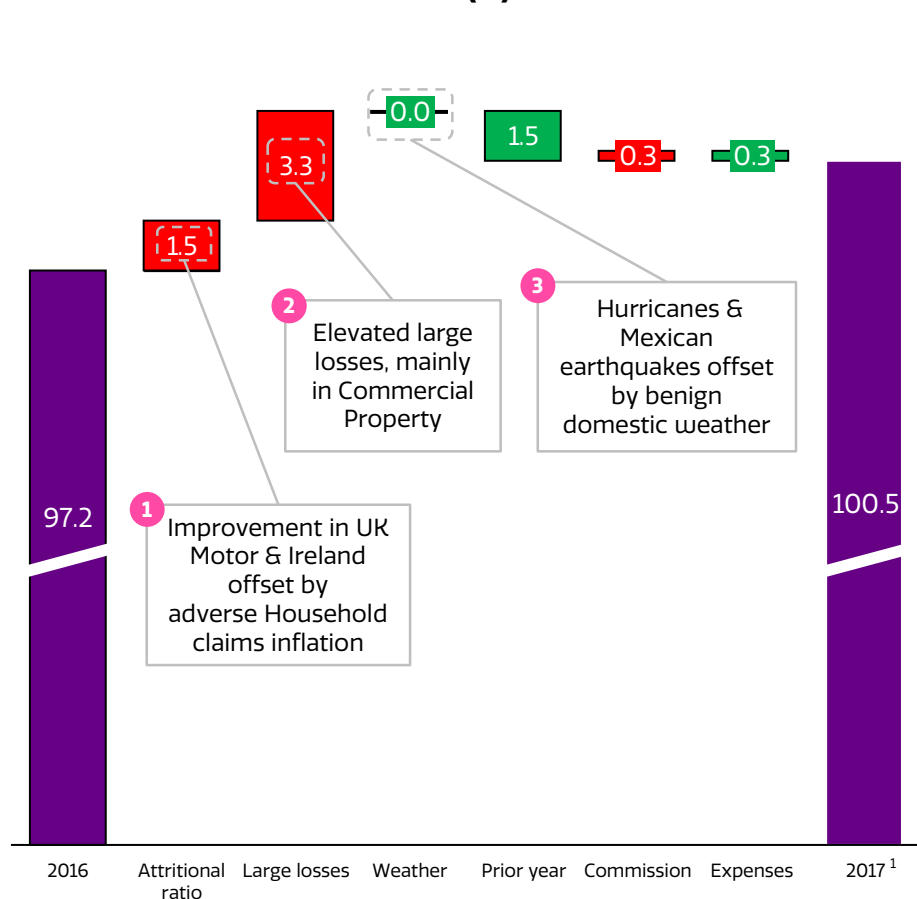 0.0
1.5
3.3
1.5
0.3
0.3
1.5
97.2
100.5
1
Improvement in UK
Motor & Ireland
offset by
adverse Household
claims inflation
2
Elevated large
losses, mainly
in Commercial
Property
3
Hurricanes &
Mexican
earthquakes offset
by benign
domestic weather
2016
Attritional
ratio
Large losses
Weather
Prior year
Commission
Expenses
2017 1